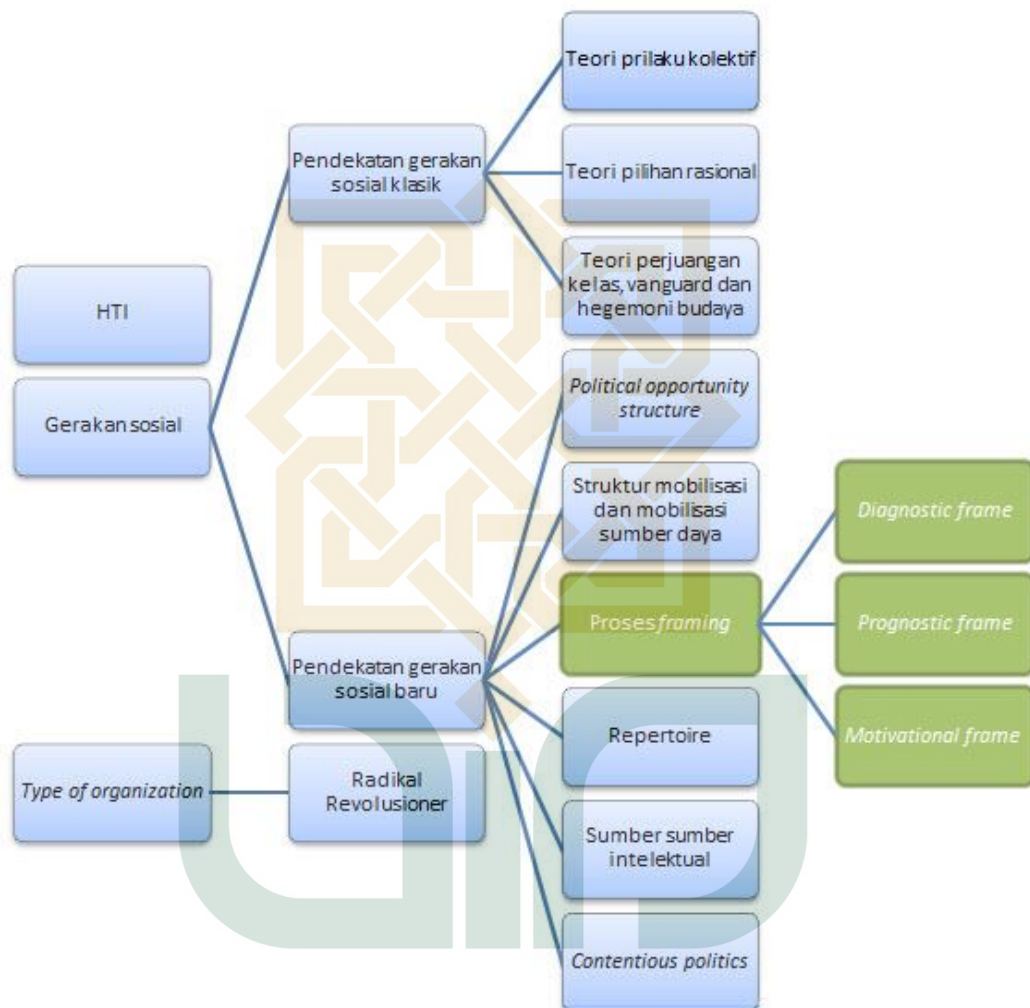 HTI
Gerakan sosial
Type of organization
Pendekatan gerakan
sosial klasik
Pendekatan gerakan
sosial baru
Radikal
Revolusioner
Teori prilaku kolektif
Teori pilihan rasional
Teori perjuangan
kelas, vanguard dan
hegemoni budaya
Political opportunity
structure
Struktur mobilisasi
dan mobilisasi
sumber daya
Proses framing
Repertoire
Sumber sumber
intelektual
Contentious politics
Diagnostic frame
Prognostic frame
Motivational frame